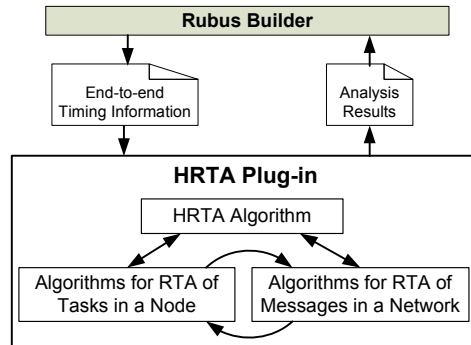 Rubus Builder
End-to-end
Timing Information
Analysis
Results
HRTA Plug-in
HRTA Algorithm
Algorithms for RTA of
Tasks in a Node
Algorithms for RTA of
Messages in a Network